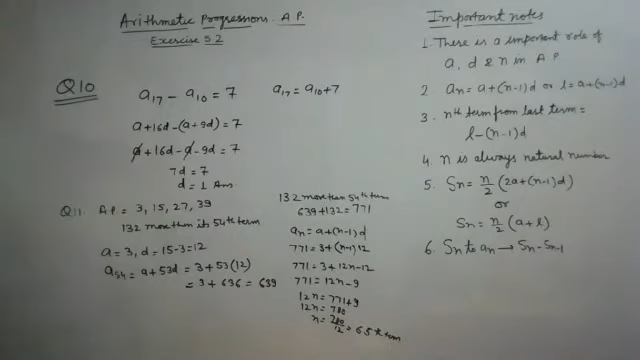 Arithmetic Progressions. A.P.
Exercise 5.2
Q10
a17 − a10 = 7
a17 = a10 + 7
a + 16d − (a + 9d) = 7
a + 16d − a − 9d = 7
7d = 7
d = 1 Ans.
Q11. A.P. = 3, 15, 27, 39
132 more than its 54th term
a = 3, d = 15-3 = 12
a54 = a + 53d = 3 + 53(12)
= 3 + 636 = 639
132 more than 54th term
639 + 132 = 771
an = a + (n-1)d
771 = 3 + (n-1)12
771 = 3 + 12n - 12
771 = 12n - 9
12n = 771 + 9
12n = 780
n = 780/12 = 65th term
Important notes
1. There is a important role of
a, d & n in A.P
2. an = a + (n-1)d or l = a + (n-1)d
3. nth term from last term =
l − (n-1)d
4. n is always natural number
5. Sn = n/2 (2a + (n-1)d)
or
Sn = n/2 (a + l)
6. Sn to an → Sn - Sn-1